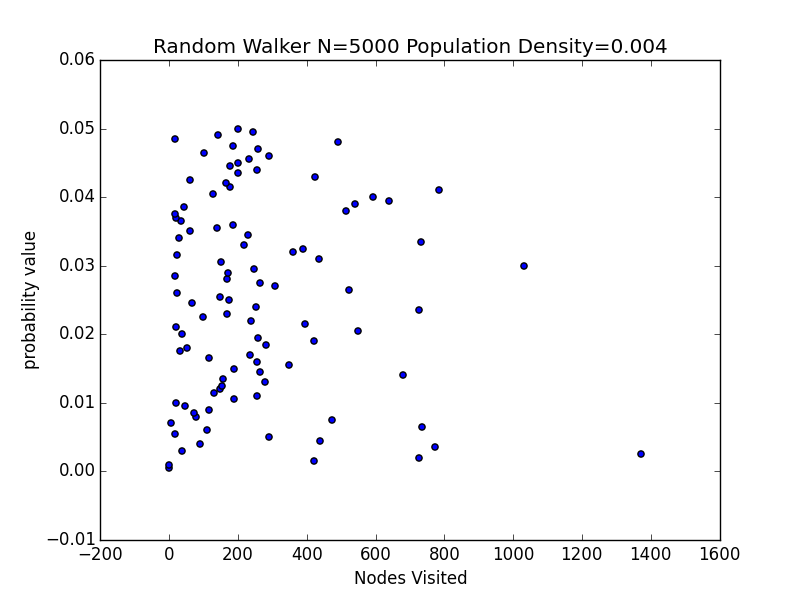 Random Walker N=5000 Population Density=0.004
0.06
0.05
0.04
0.03
0.02
0.01
0.00
−0.01
probability value
−200 0 200 400 600 800 1000 1200 1400 1600
Nodes Visited